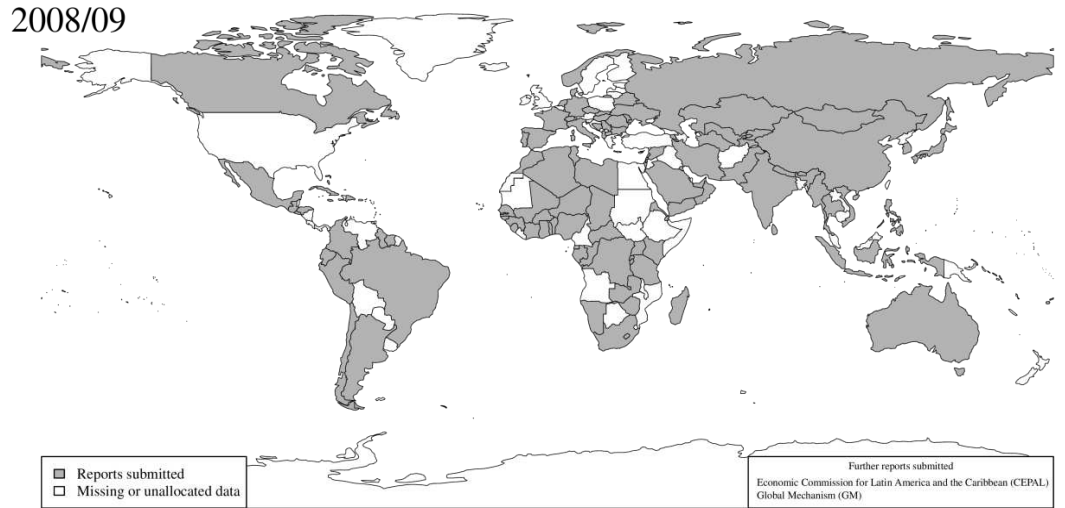 2008/09
Reports submitted
Missing or unallocated data
Further reports submitted
Economic Commission for Latin America and the Caribbean (CEPAL)
Global Mechanism (GM)